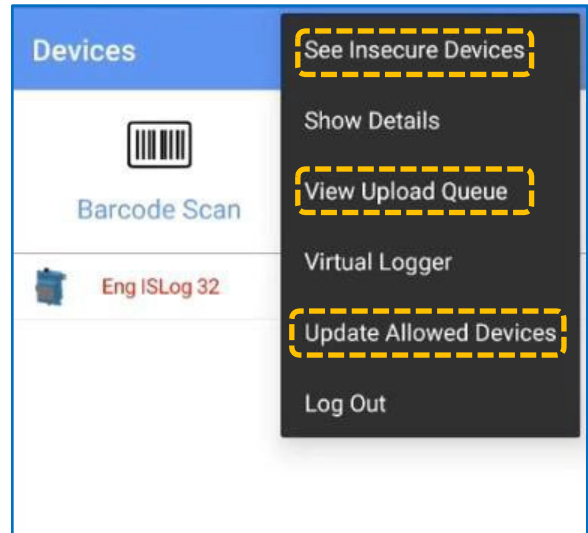 Devices
Barcode Scan
Eng ISLog 32
See Insecure Devices
Show Details
View Upload Queue
Virtual Logger
Update Allowed Devices
Log Out